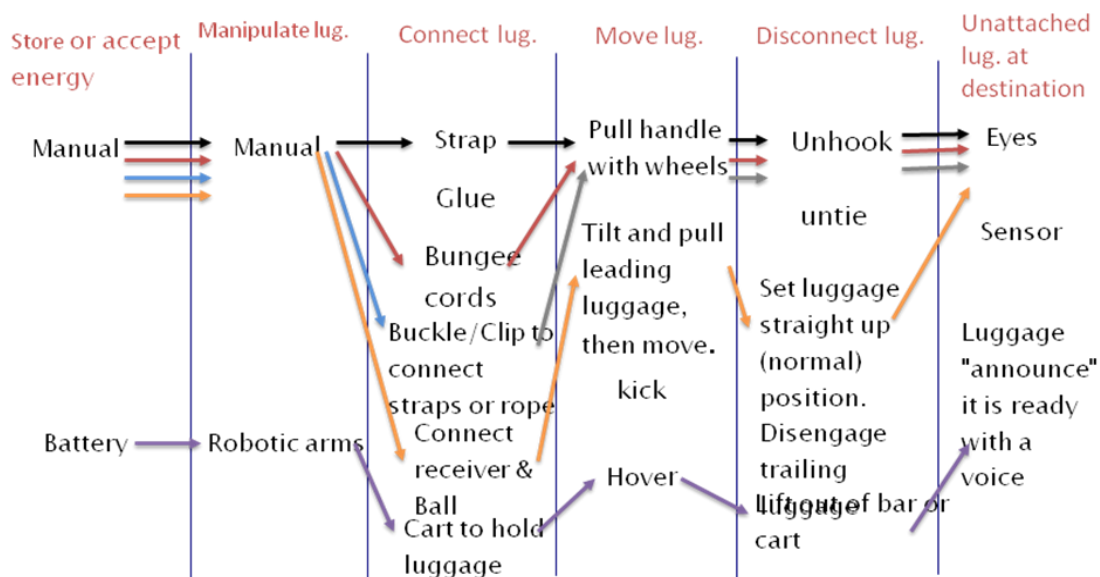 Store or accept
energy
Manipulate lug.
Connect lug.
Move lug.
Disconnect lug.
Unattached
lug. at
destination
Manual
Battery
Manual
Robotic arms
Strap
Glue
Bungee
cords
Buckle/Clip to
connect
straps or rope
Connect
receiver &
Ball
Cart to hold
luggage
Pull handle
with wheels
Tilt and pull
leading
luggage,
then move.
kick
Hover
Unhook
untie
Set luggage
straight up
(normal)
position.
Disengage
trailing
luggage
Lift out of bar or
cart
Eyes
Sensor
Luggage
"announce"
it is ready
with a
voice